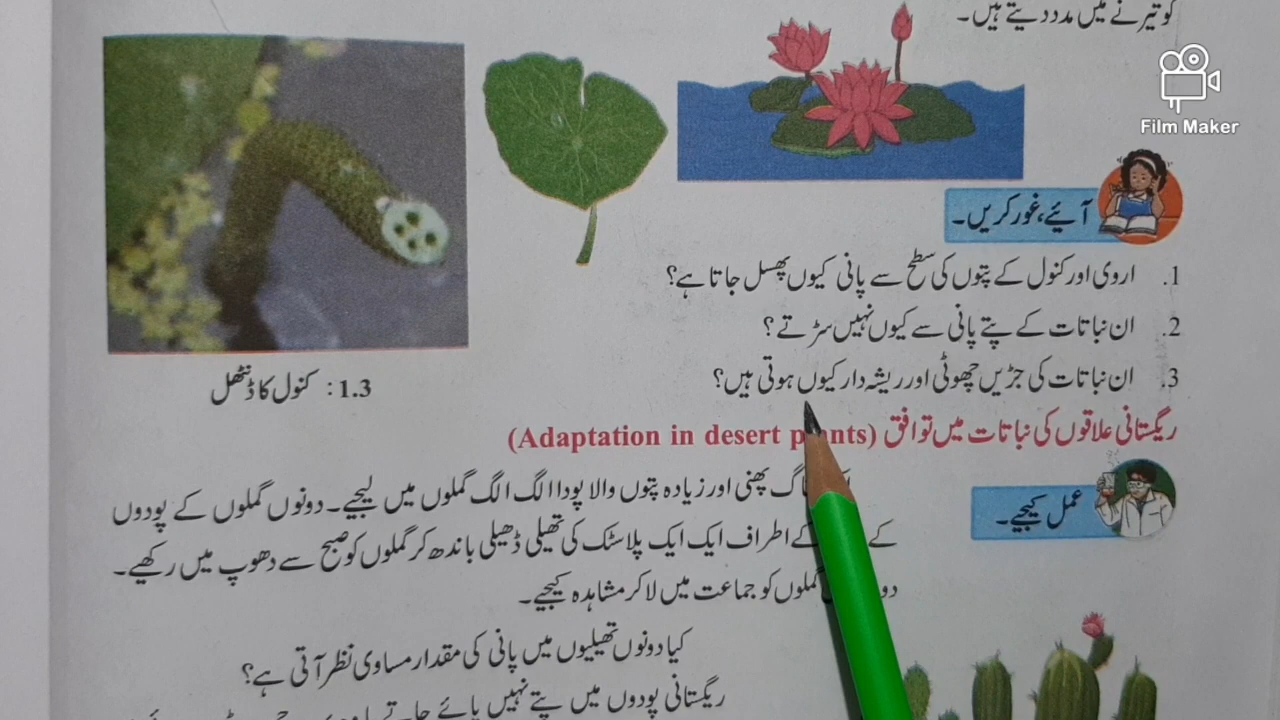 کو تیرنے میں مدد دیتے ہیں۔
Film Maker
آئیے، غور کریں۔
1. اروی اور کنول کے پتوں کی سطح سے پانی کیوں پھسل جاتا ہے؟
2. ان نباتات کے پتے پانی سے کیوں نہیں سڑتے؟
3. ان نباتات کی جڑیں چھوٹی اور ریشہ دار کیوں ہوتی ہیں؟
1.3 : کنول کا ڈنٹھل
ریگستانی علاقوں کی نباتات میں توافق (Adaptation in desert plants)
عمل کیجیے۔
پھنی اور زیادہ پتوں والا پودا الگ الگ گملوں میں لیجیے۔ دونوں گملوں کے پودوں
کے اطراف ایک ایک پلاسٹک کی تھیلی ڈھیلی باندھ کر گملوں کو صبح سے دھوپ میں رکھیے۔
گملوں کو جماعت میں لا کر مشاہدہ کیجیے۔
کیا دونوں تھیلیوں میں پانی کی مقدار مساوی نظر آتی ہے؟
ریگستانی پودوں میں پتے نہیں پائے جاتے